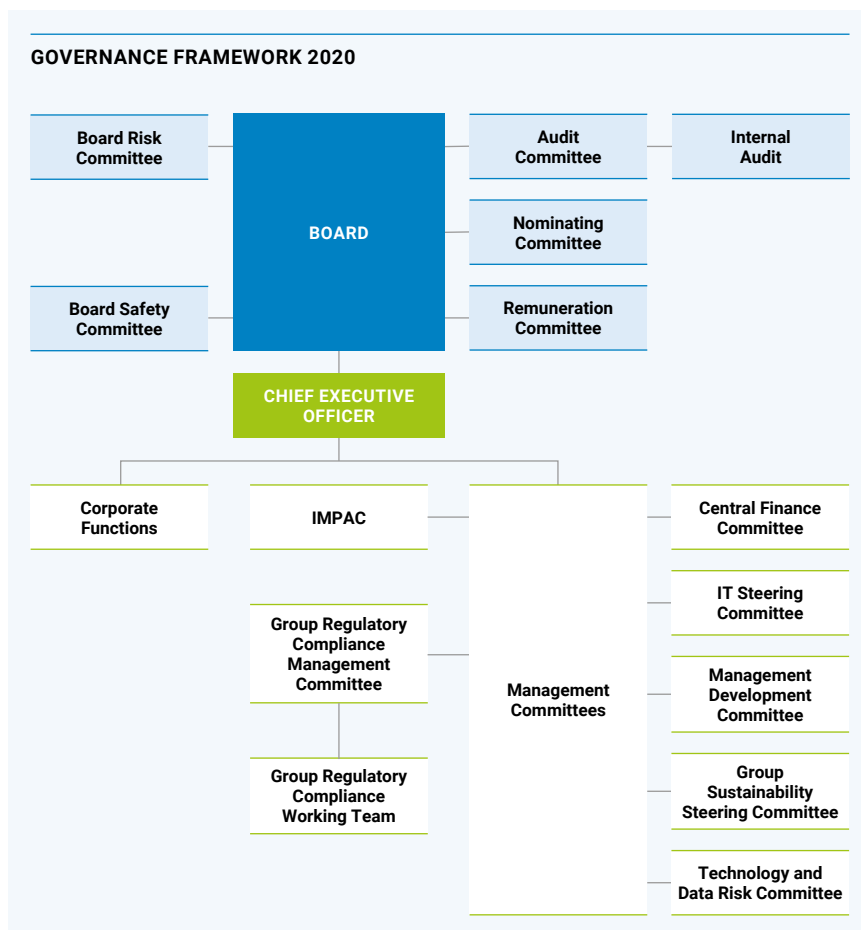 GOVERNANCE FRAMEWORK 2020
Board Risk
Committee
BOARD
Audit
Committee
Internal
Audit
Nominating
Committee
Board Safety
Committee
Remuneration
Committee
CHIEF EXECUTIVE
OFFICER
Corporate
Functions
IMPAC
Management
Committees
Central Finance
Committee
IT Steering
Committee
Group Regulatory
Compliance
Management
Committee
Management
Development
Committee
Group Regulatory
Compliance
Working Team
Group
Sustainability
Steering Committee
Technology and
Data Risk Committee